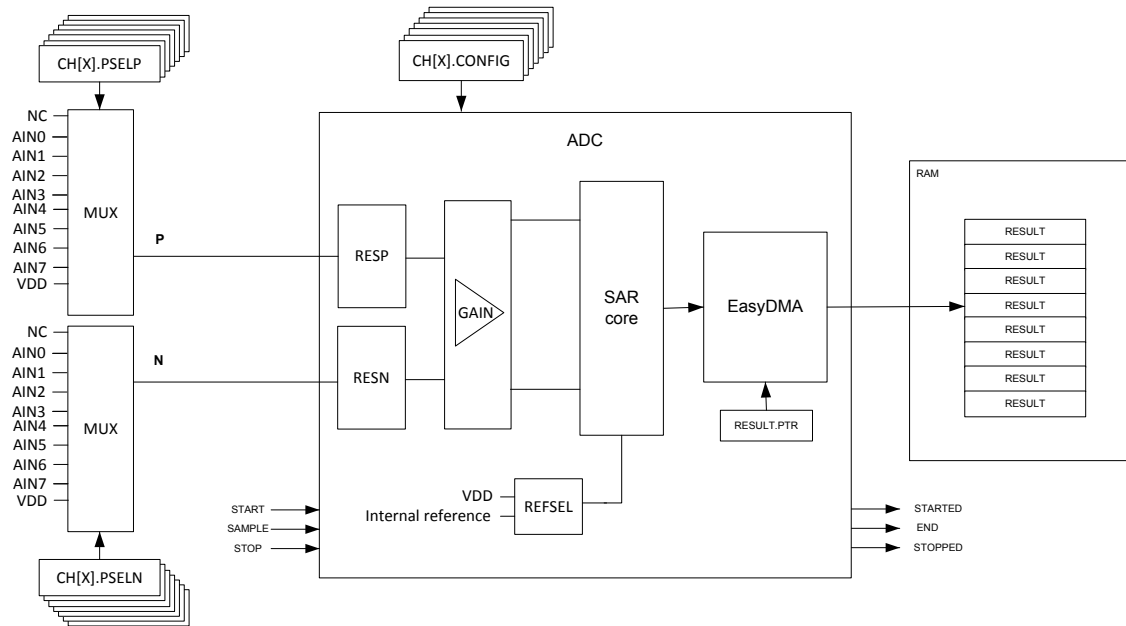 CH[X].PSELP
CH[X].CONFIG
NC
AIN0
AIN1
AIN2
AIN3
AIN4
AIN5
AIN6
AIN7
VDD
MUX
P
NC
AIN0
AIN1
AIN2
AIN3
AIN4
AIN5
AIN6
AIN7
VDD
MUX
N
CH[X].PSELN
ADC
RESP
RESN
GAIN
SAR
core
EasyDMA
RESULT.PTR
VDD
Internal reference
REFSEL
START
SAMPLE
STOP
STARTED
END
STOPPED
RAM
RESULT
RESULT
RESULT
RESULT
RESULT
RESULT
RESULT
RESULT